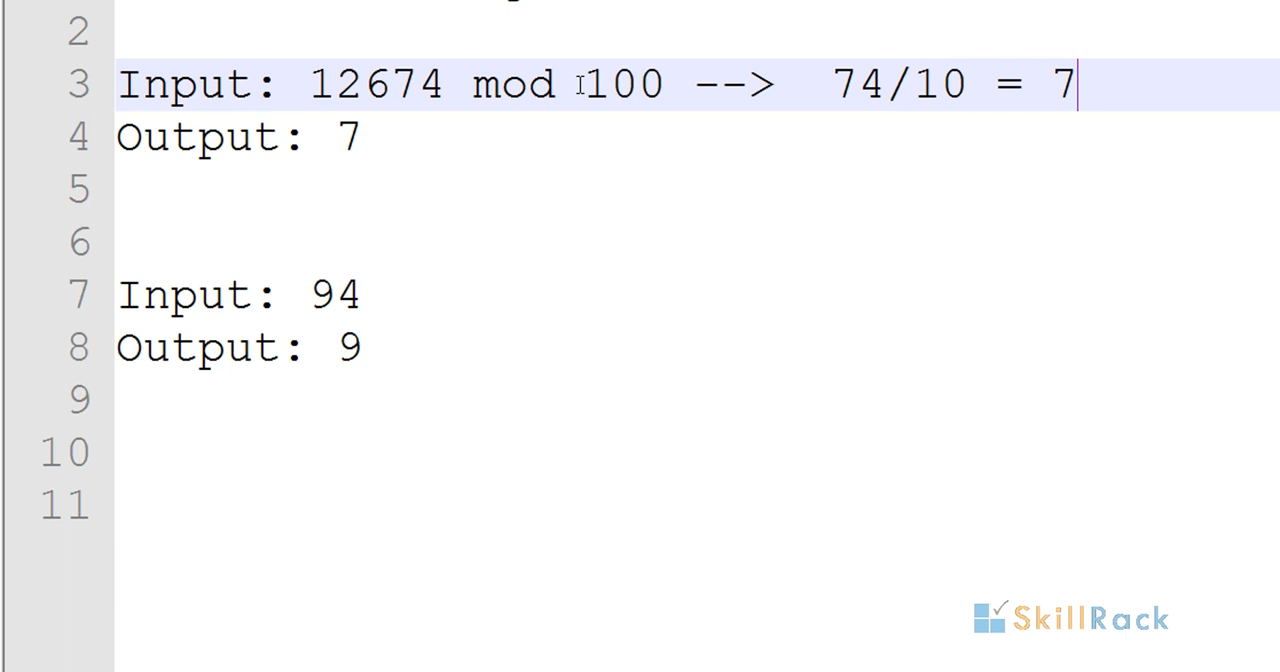 2
3 Input: 12674 mod 100 --> 74/10 = 7
4 Output: 7
5
6
7 Input: 94
8 Output: 9
9
10
11
SkillRack